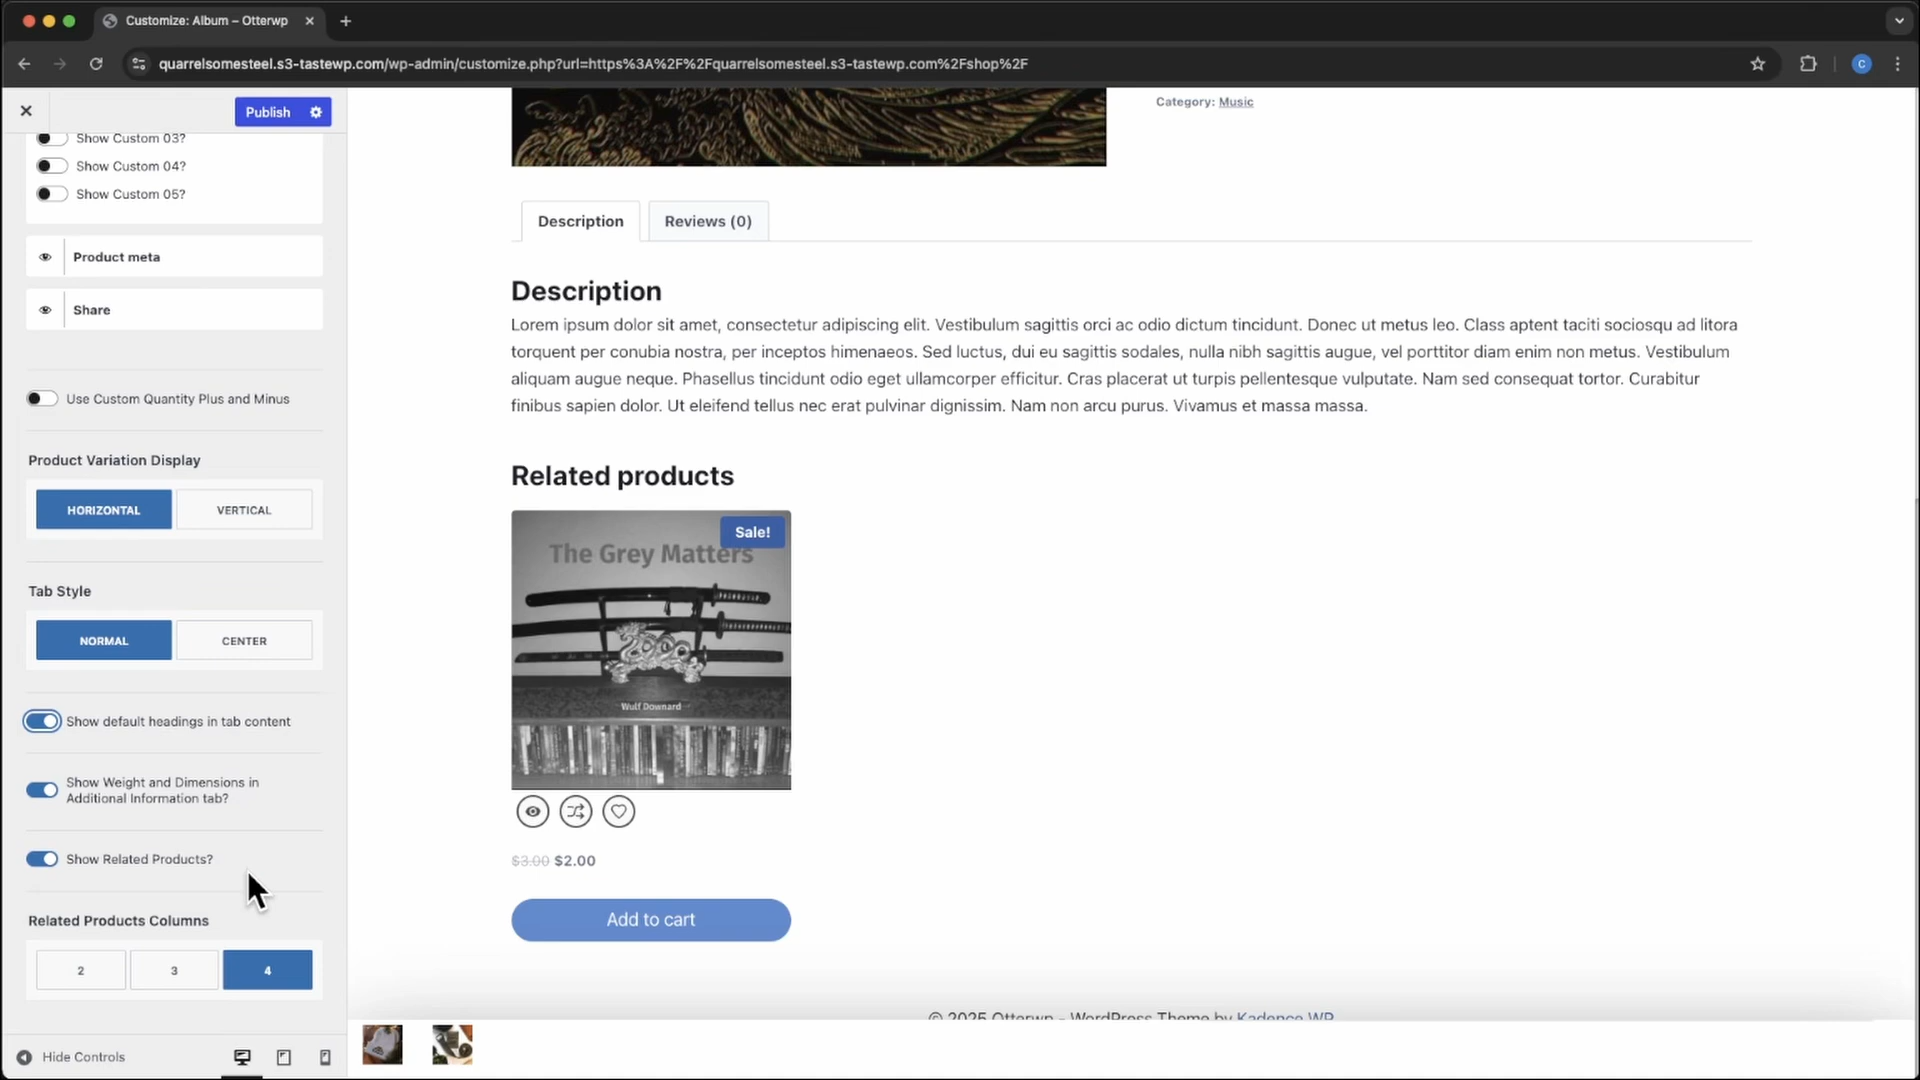 Customize: Album – Otterwp
quarrelsomesteel.s3-tastewp.com/wp-admin/customize.php?url=https%3A%2F%2Fquarrelsomesteel.s3-tastewp.com%2Fshop%2F
C
Publish
Show Custom 03?
Show Custom 04?
Show Custom 05?
Product meta
Share
Use Custom Quantity Plus and Minus
Product Variation Display
HORIZONTAL
VERTICAL
Tab Style
NORMAL
CENTER
Show default headings in tab content
Show Weight and Dimensions in
Additional Information tab?
Show Related Products?
Related Products Columns
2
3
4
Hide Controls
Category: Music
Description
Reviews (0)
Description
Lorem ipsum dolor sit amet, consectetur adipiscing elit. Vestibulum sagittis orci ac odio dictum tincidunt. Donec ut metus leo. Class aptent taciti sociosqu ad litora
torquent per conubia nostra, per inceptos himenaeos. Sed luctus, dui eu sagittis sodales, nulla nibh sagittis augue, vel porttitor diam enim non metus. Vestibulum
aliquam augue neque. Phasellus tincidunt odio eget ullamcorper efficitur. Cras placerat ut turpis pellentesque vulputate. Nam sed consequat tortor. Curabitur
finibus sapien dolor. Ut eleifend tellus nec erat pulvinar dignissim. Nam non arcu purus. Vivamus et massa massa.
Related products
Sale!
The Grey Matters
Wulf Downard
$3.00 $2.00
Add to cart
© 2025 Otterwp - WordPress Theme by Kadence WP